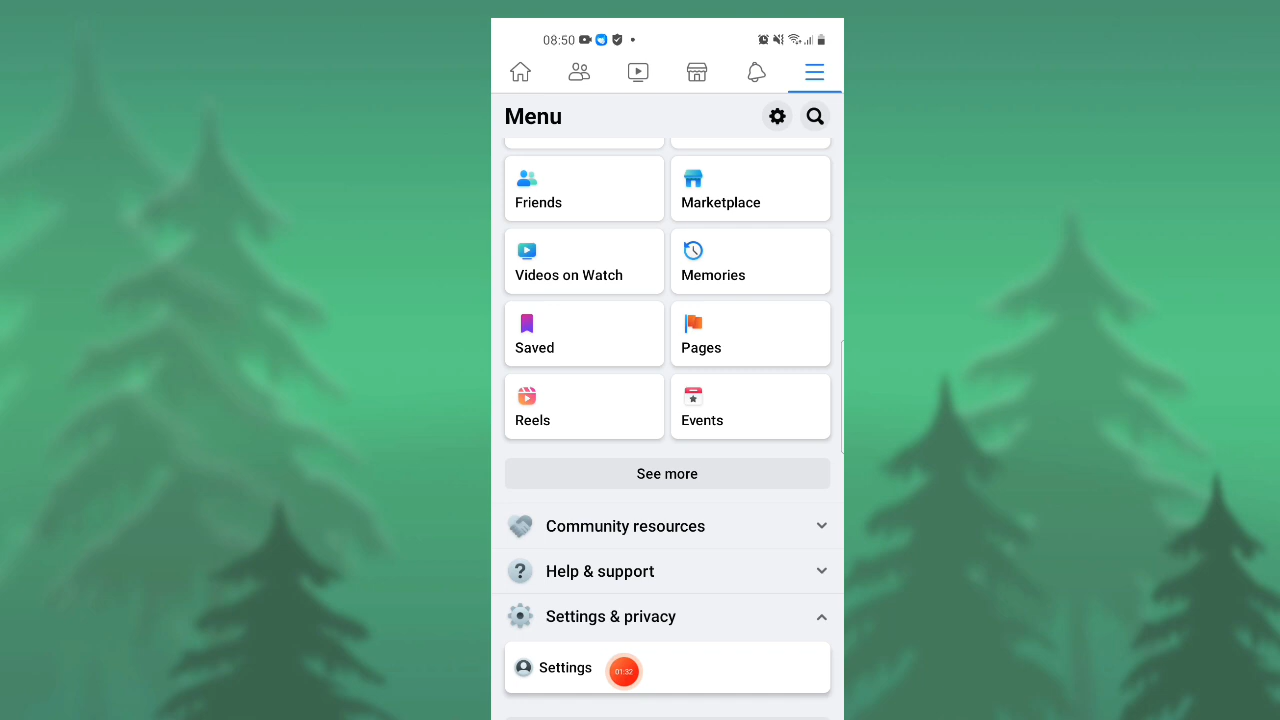 08:50
Menu
Friends
Marketplace
Videos on Watch
Memories
Saved
Pages
Reels
Events
See more
Community resources
Help & support
Settings & privacy
Settings
01:32